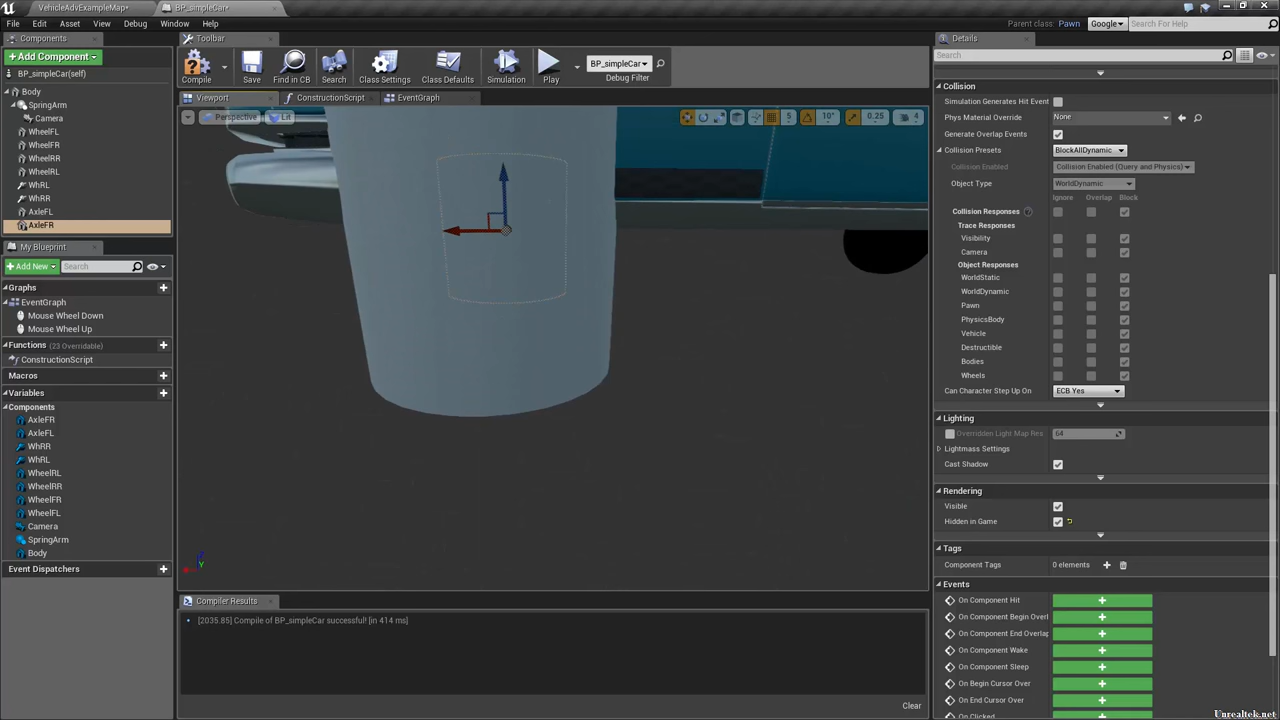 VehicleAdvExampleMap*
BP_simpleCar*
File Edit Asset View Debug Window Help
Parent class: Pawn
Google
Search For Help
Components
Add Component
BP_simpleCar(self)
Body
SpringArm
Camera
WheelFL
WheelFR
WheelRR
WheelRL
WhRL
WhRR
AxleFL
AxleFR
My Blueprint
Add New
Search
Graphs
EventGraph
Mouse Wheel Down
Mouse Wheel Up
Functions (23 Overridable)
ConstructionScript
Macros
Variables
Components
AxleFR
AxleFL
WhRR
WhRL
WheelRL
WheelRR
WheelFR
WheelFL
Camera
SpringArm
Body
Event Dispatchers
Toolbar
Compile
Save
Find in CB
Search
Class Settings
Class Defaults
Simulation
Play
BP_simpleCar
Debug Filter
Viewport
ConstructionScript
EventGraph
Perspective
Lit
5
10°
0.25
4
Y
Compiler Results
[2035.85] Compile of BP_simpleCar successful! [in 414 ms]
Clear
Details
Search
Collision
Simulation Generates Hit Event
Phys Material Override None
Generate Overlap Events
Collision Presets BlockAllDynamic
Collision Enabled Collision Enabled (Query and Physics)
Object Type WorldDynamic
Ignore Overlap Block
Collision Responses
Trace Responses
Visibility
Camera
Object Responses
WorldStatic
WorldDynamic
Pawn
PhysicsBody
Vehicle
Destructible
Bodies
Wheels
Can Character Step Up On ECB Yes
Lighting
Overridden Light Map Res 64
Lightmass Settings
Cast Shadow
Rendering
Visible
Hidden in Game
Tags
Component Tags 0 elements
Events
On Component Hit
On Component Begin Overl
On Component End Overlap
On Component Wake
On Component Sleep
On Begin Cursor Over
On End Cursor Over
On Clicked
Unrealtek.net